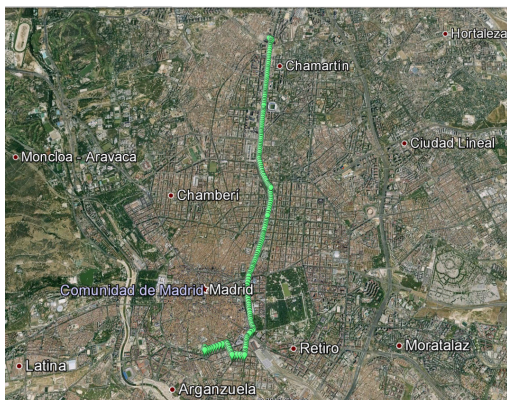 Hortaleza
Chamartín
Ciudad Lineal
Moncloa - Aravaca
Chamberí
Comunidad de Madrid
Madrid
Retiro
Moratalaz
Latina
Arganzuela